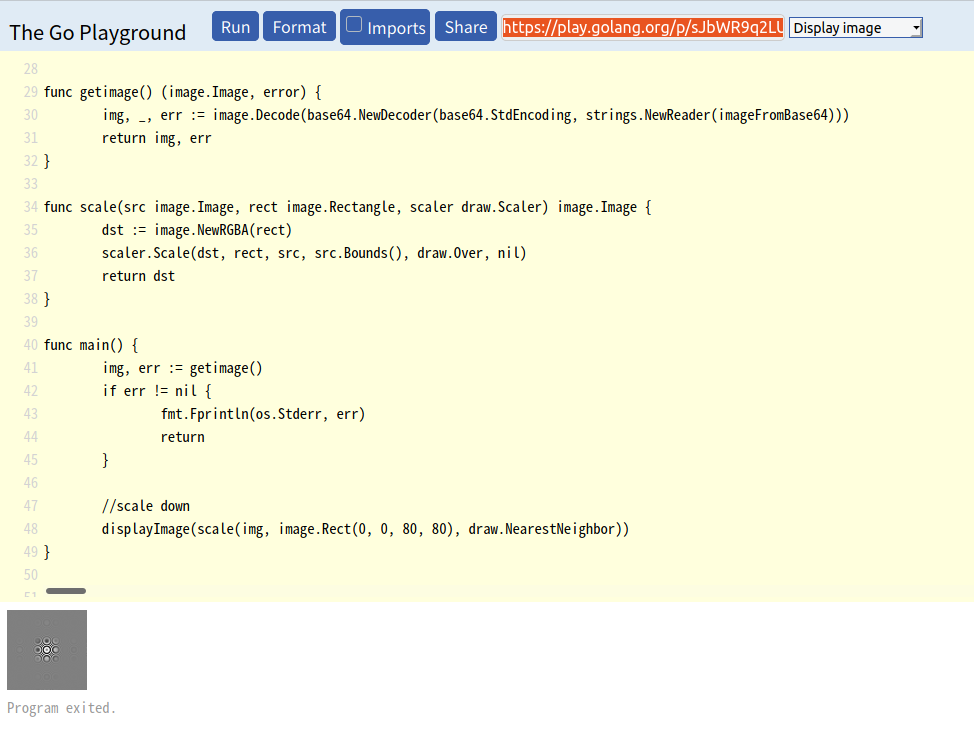 The Go Playground Run Format Imports Share https://play.golang.org/p/sJbWR9q2LU Display image
28
29 func getimage() (image.Image, error) {
30 img, _, err := image.Decode(base64.NewDecoder(base64.StdEncoding, strings.NewReader(imageFromBase64)))
31 return img, err
32 }
33
34 func scale(src image.Image, rect image.Rectangle, scaler draw.Scaler) image.Image {
35 dst := image.NewRGBA(rect)
36 scaler.Scale(dst, rect, src, src.Bounds(), draw.Over, nil)
37 return dst
38 }
39
40 func main() {
41 img, err := getimage()
42 if err != nil {
43 fmt.Fprintln(os.Stderr, err)
44 return
45 }
46
47 //scale down
48 displayImage(scale(img, image.Rect(0, 0, 80, 80), draw.NearestNeighbor))
49 }
50
51
Program exited.